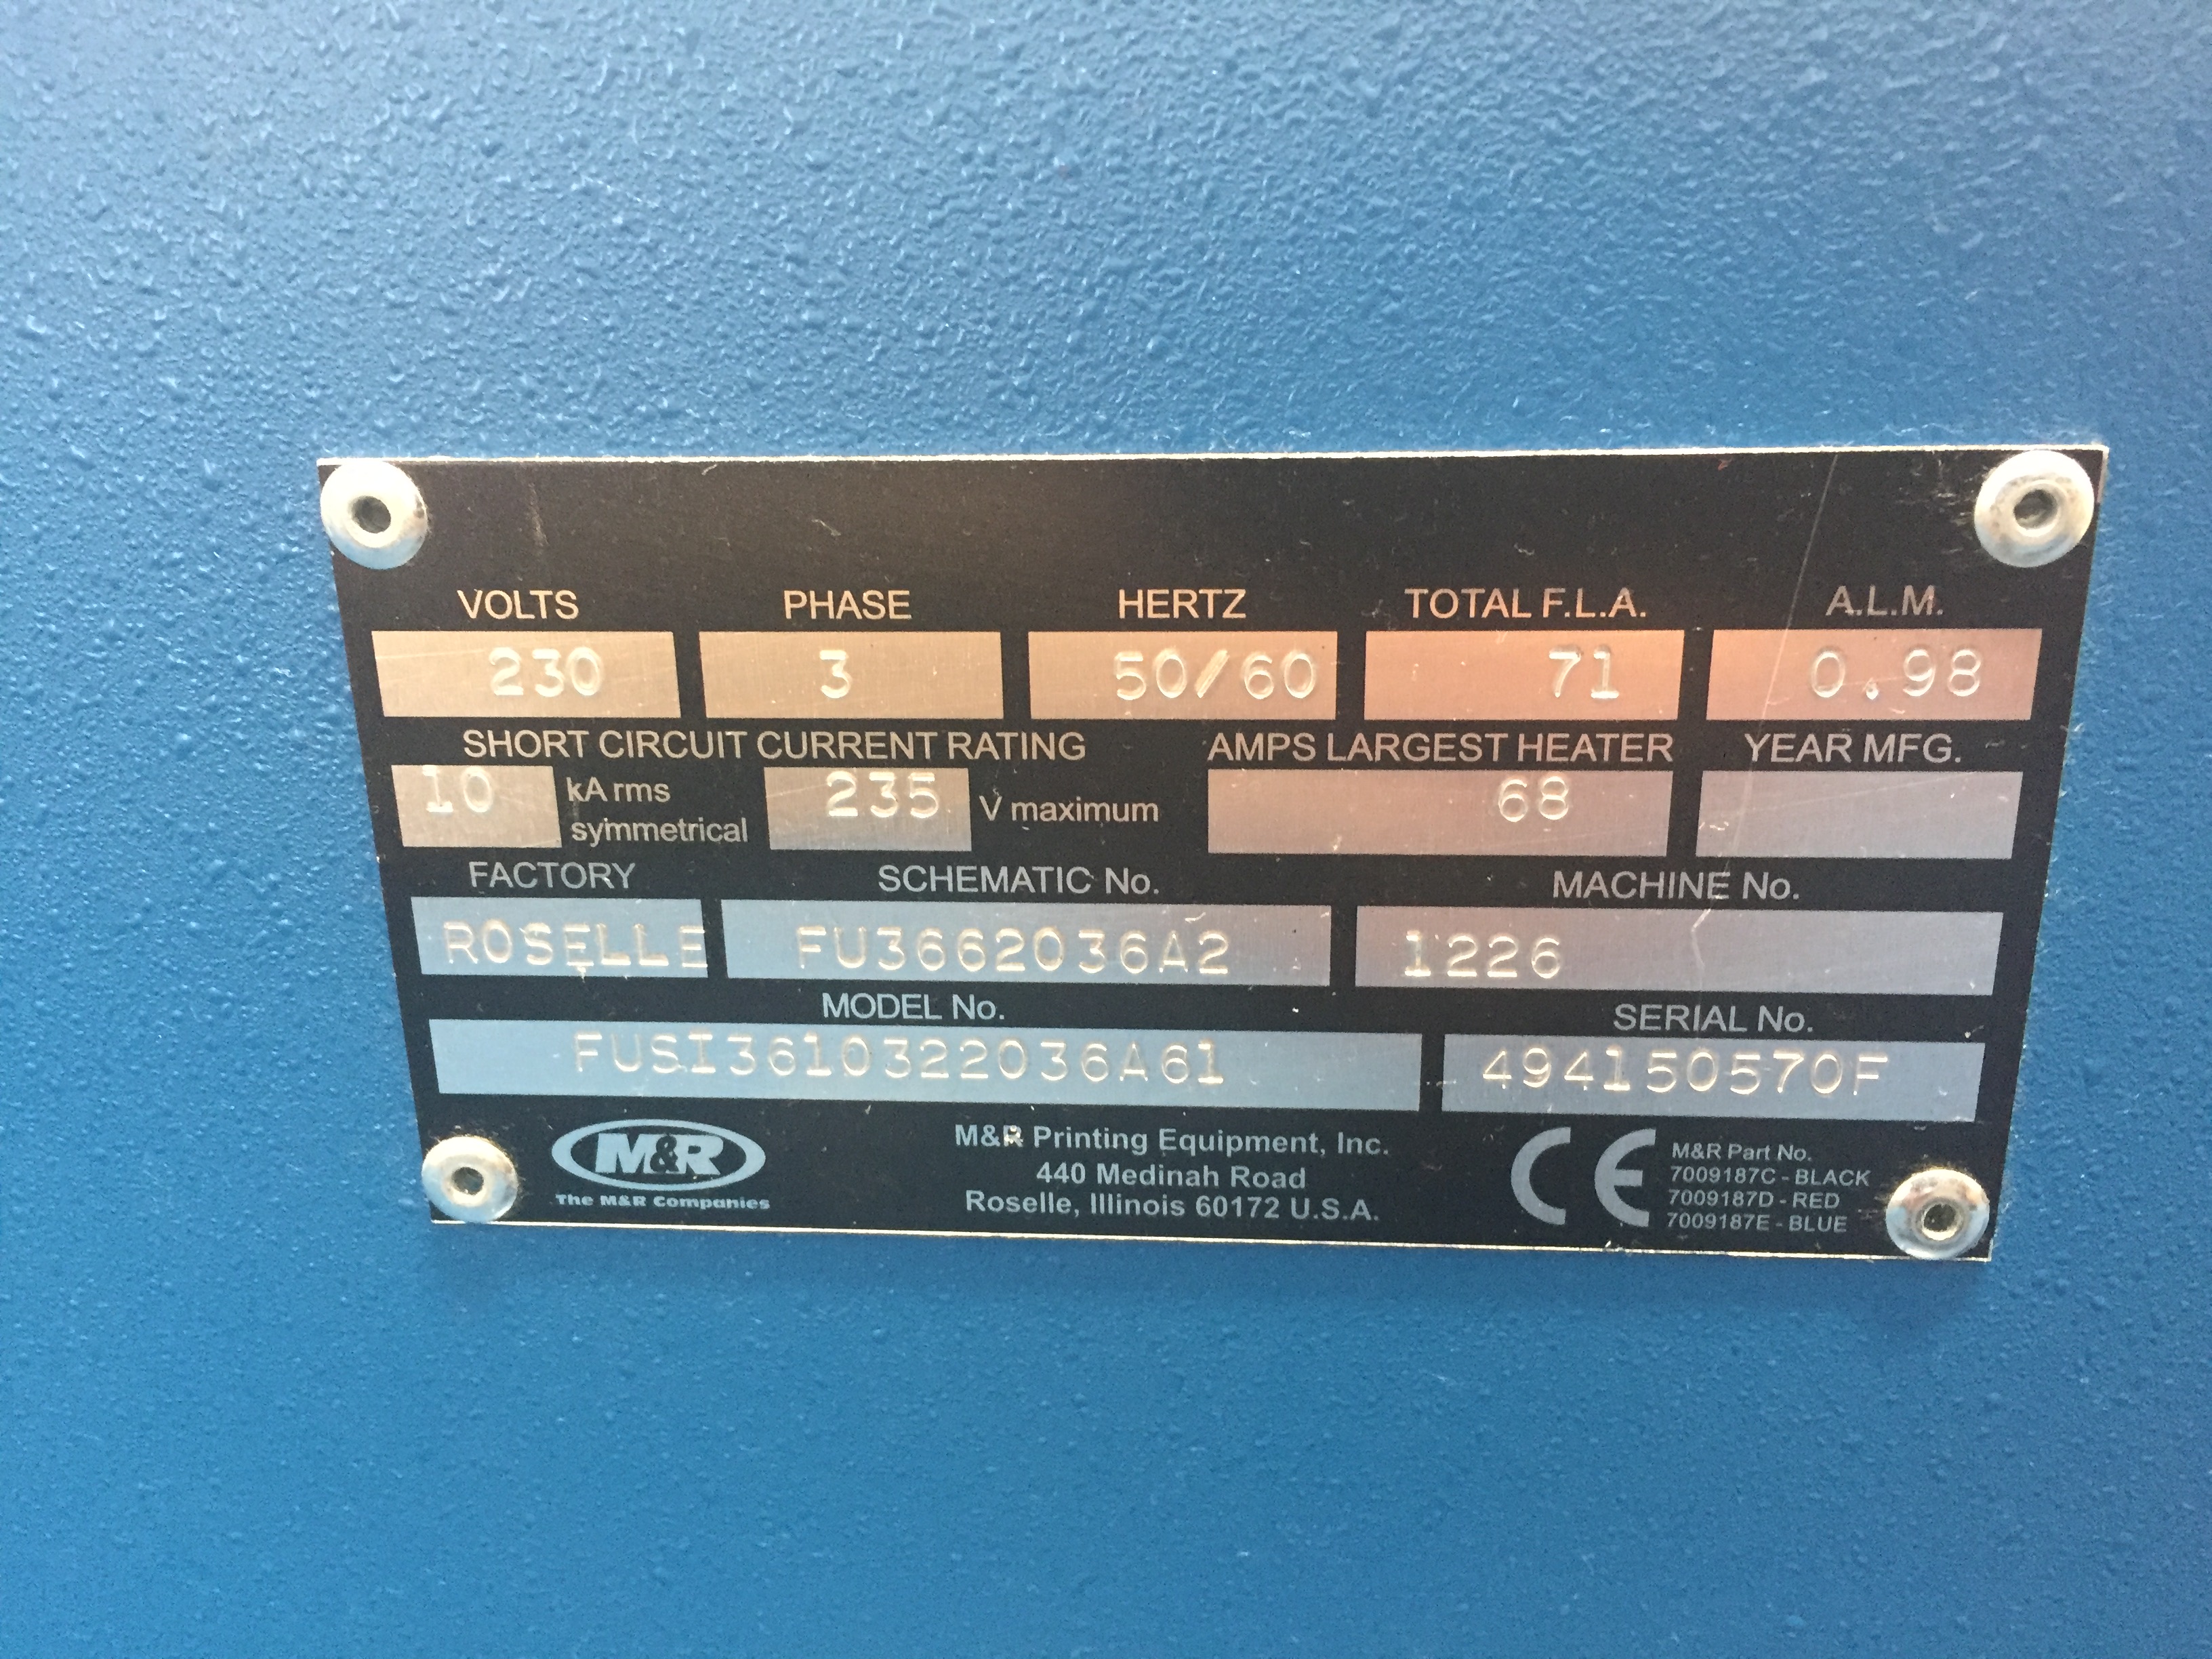 VOLTS PHASE HERTZ TOTAL F.L.A. A.L.M.
230 3 50/60 71 0.98
SHORT CIRCUIT CURRENT RATING AMPS LARGEST HEATER YEAR MFG.
10 kA rms symmetrical 235 V maximum 68
FACTORY SCHEMATIC No. MACHINE No.
ROSELLE FU3662036A2 1226
MODEL No. SERIAL No.
FUSI3610322036A61 494150570F
M&R
The M&R Companies
M&R Printing Equipment, Inc.
440 Medinah Road
Roselle, Illinois 60172 U.S.A.
CE
M&R Part No.
7009187C - BLACK
7009187D - RED
7009187E - BLUE